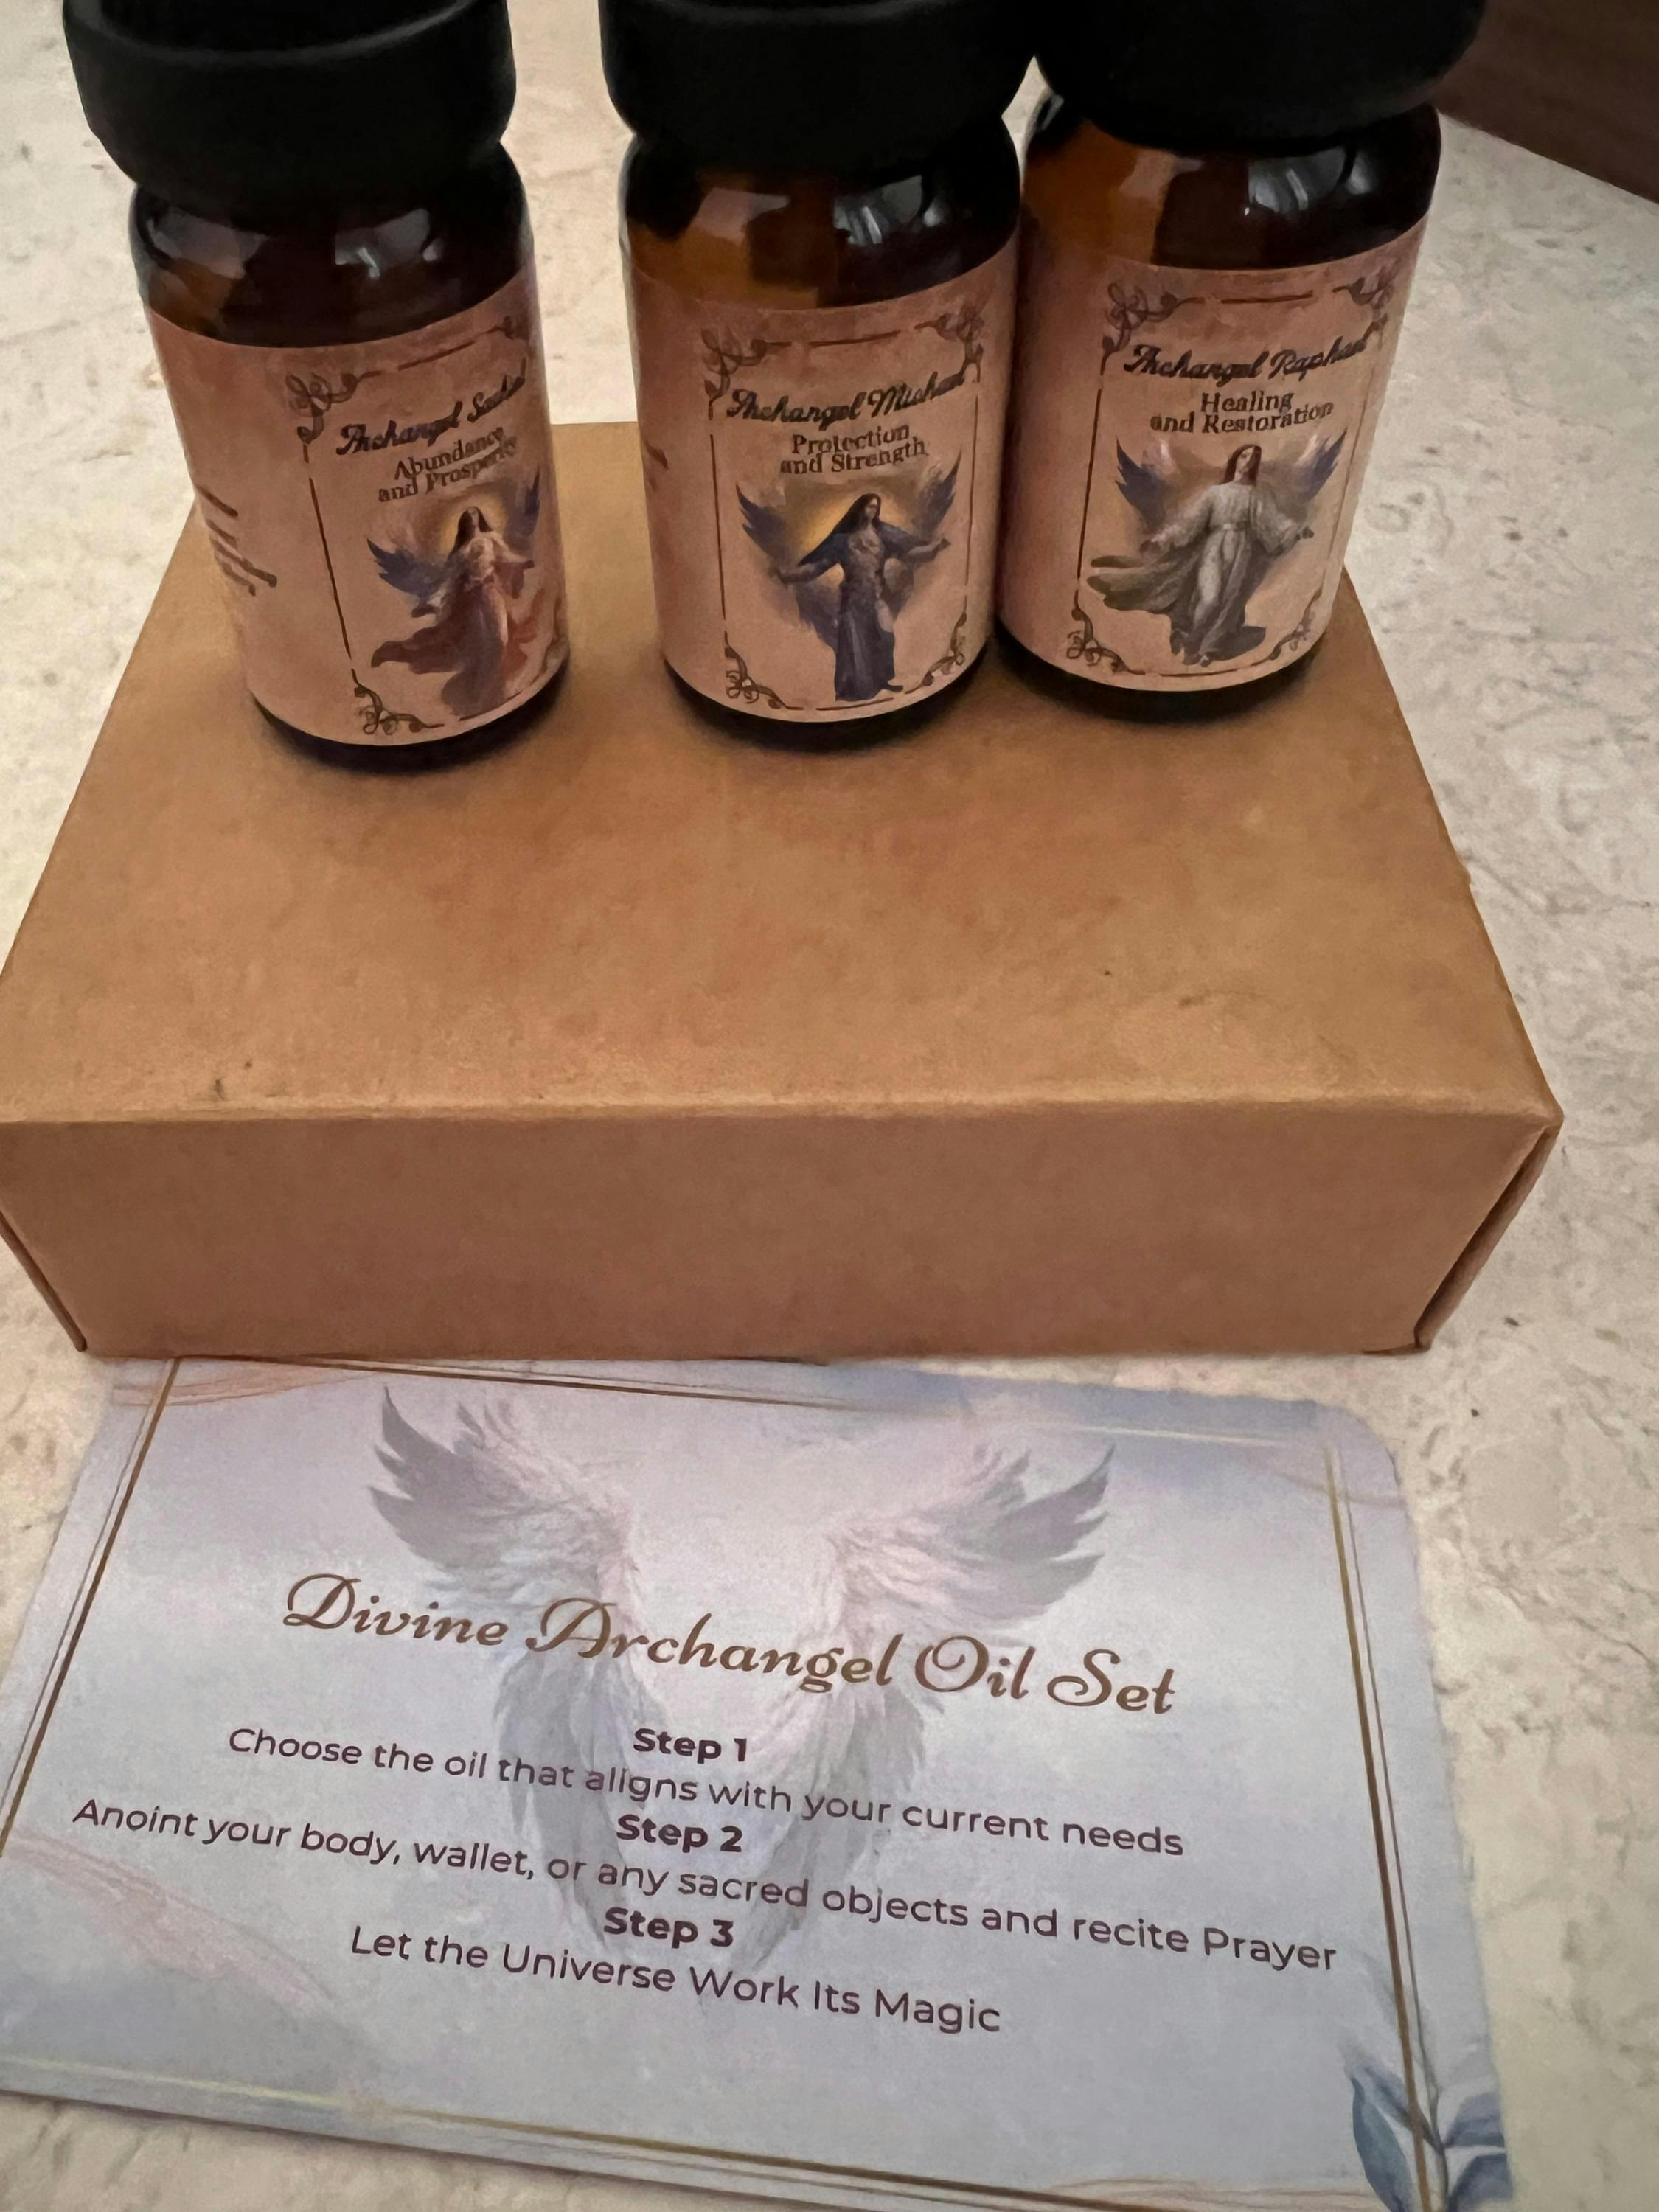 Archangel Sachiel
Abundance
and Prosperity
Archangel Michael
Protection
and Strength
Archangel Raphael
Healing
and Restoration
Divine Archangel Oil Set
Step 1
Choose the oil that aligns with your current needs
Step 2
Anoint your body, wallet, or any sacred objects and recite Prayer
Step 3
Let the Universe Work Its Magic